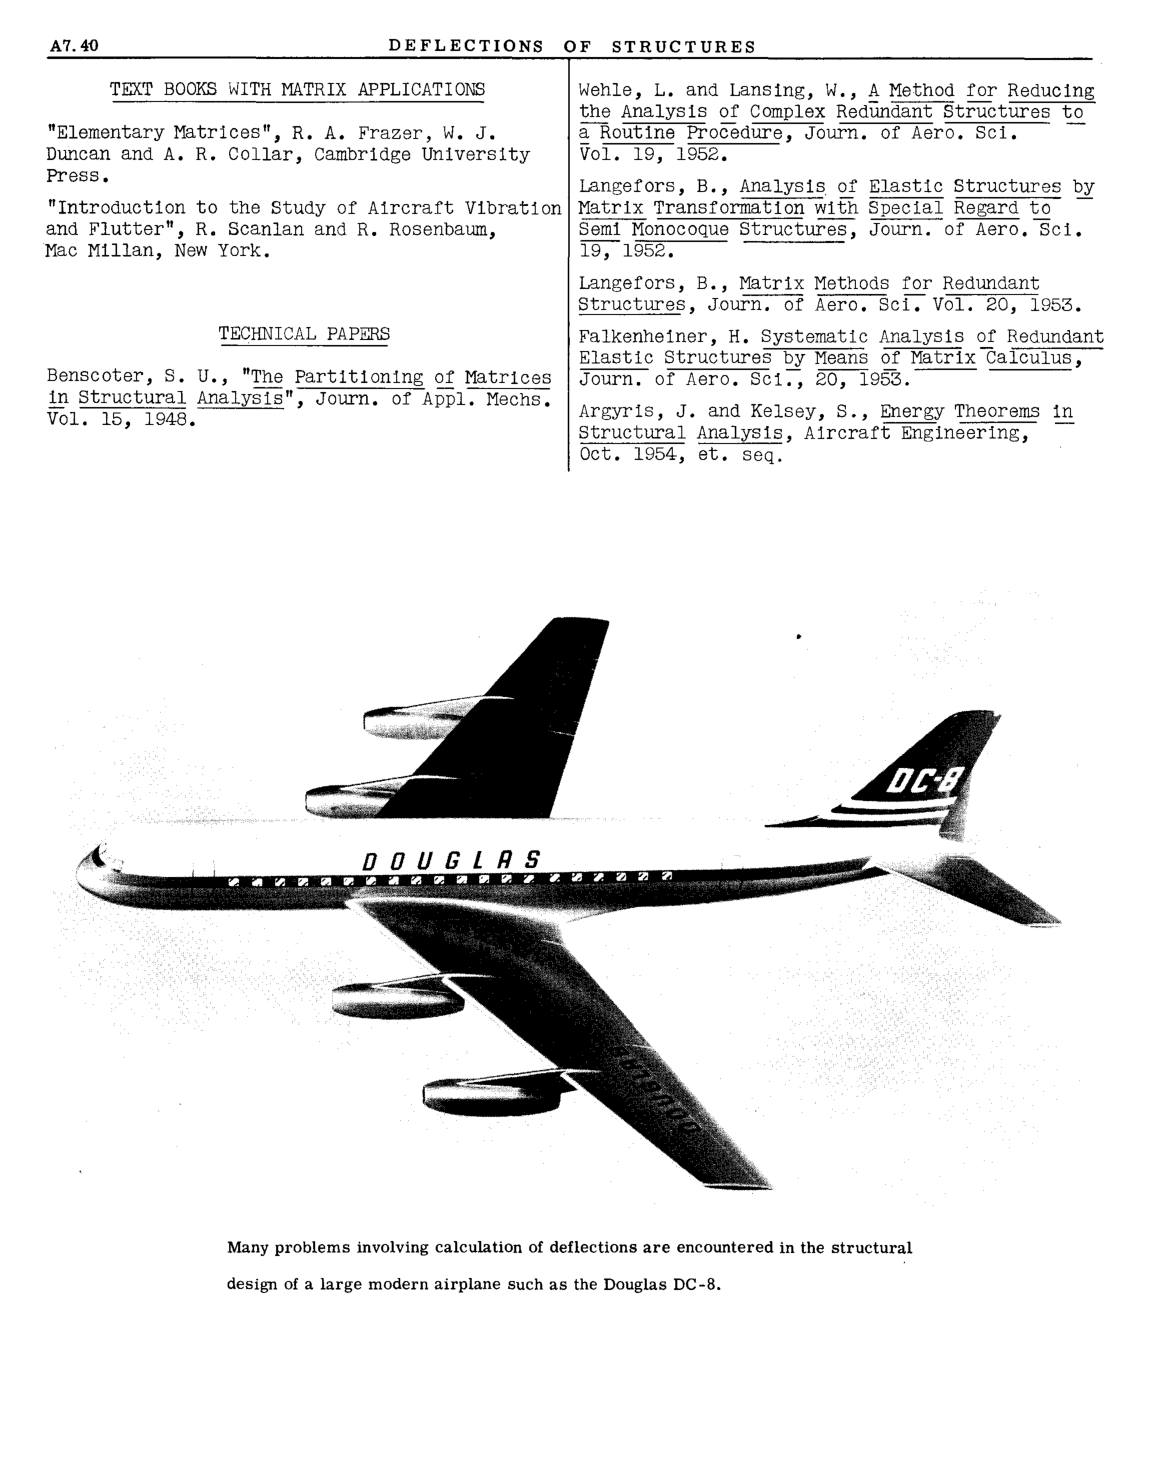 A7.40
DEFLECTIONS OF STRUCTURES
TEXT BOOKS WITH MATRIX APPLICATIONS
"Elementary Matrices", R. A. Frazer, W. J.
Duncan and A. R. Collar, Cambridge University
Press.
"Introduction to the Study of Aircraft Vibration
and Flutter", R. Scanlan and R. Rosenbaum,
Mac Millan, New York.
TECHNICAL PAPERS
Benscoter, S. U., "The Partitioning of Matrices
in Structural Analysis", Journ. of Appl. Mechs.
Vol. 15, 1948.
Wehle, L. and Lansing, W., A Method for Reducing
the Analysis of Complex Redundant Structures to
a Routine Procedure, Journ. of Aero. Sci.
Vol. 19, 1952.
Langefors, B., Analysis of Elastic Structures by
Matrix Transformation with Special Regard to
Semi Monocoque Structures, Journ. of Aero. Sci.
19, 1952.
Langefors, B., Matrix Methods for Redundant
Structures, Journ. of Aero. Sci. Vol. 20, 1953.
Falkenheiner, H. Systematic Analysis of Redundant
Elastic Structures by Means of Matrix Calculus,
Journ. of Aero. Sci., 20, 1953.
Argyris, J. and Kelsey, S., Energy Theorems in
Structural Analysis, Aircraft Engineering,
Oct. 1954, et. seq.
DC-8
DOUGLAS
DOUGLAS
Many problems involving calculation of deflections are encountered in the structural
design of a large modern airplane such as the Douglas DC-8.